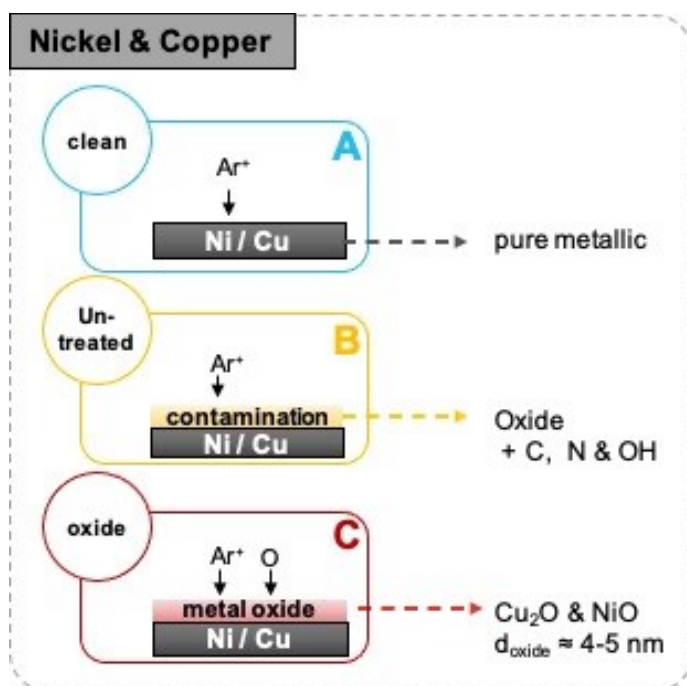 Nickel & Copper
clean
A
Ar⁺
Ni / Cu
pure metallic
Un-
treated
B
Ar⁺
contamination
Ni / Cu
Oxide
+ C, N & OH
oxide
C
Ar⁺ O
metal oxide
Ni / Cu
Cu₂O & NiO
d_oxide ≈ 4-5 nm